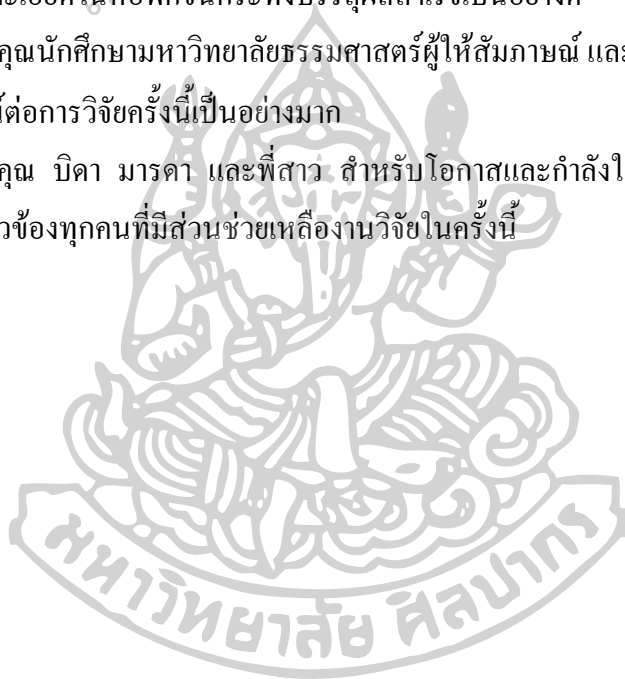 คุณนักศึกษามหาวิทยาลัยธรรมศาสตร์ผู้ให้สัมภาษณ์ และ
ต่อการวิจัยครั้งนี้เป็นอย่างมาก
คุณ บิดา มารดา และพี่สาว สำหรับโอกาสและกำลังใ
วข้องทุกคนที่มีส่วนช่วยเหลืองานวิจัยในครั้งนี้
มหาวิทยาลัย ศิลปากร